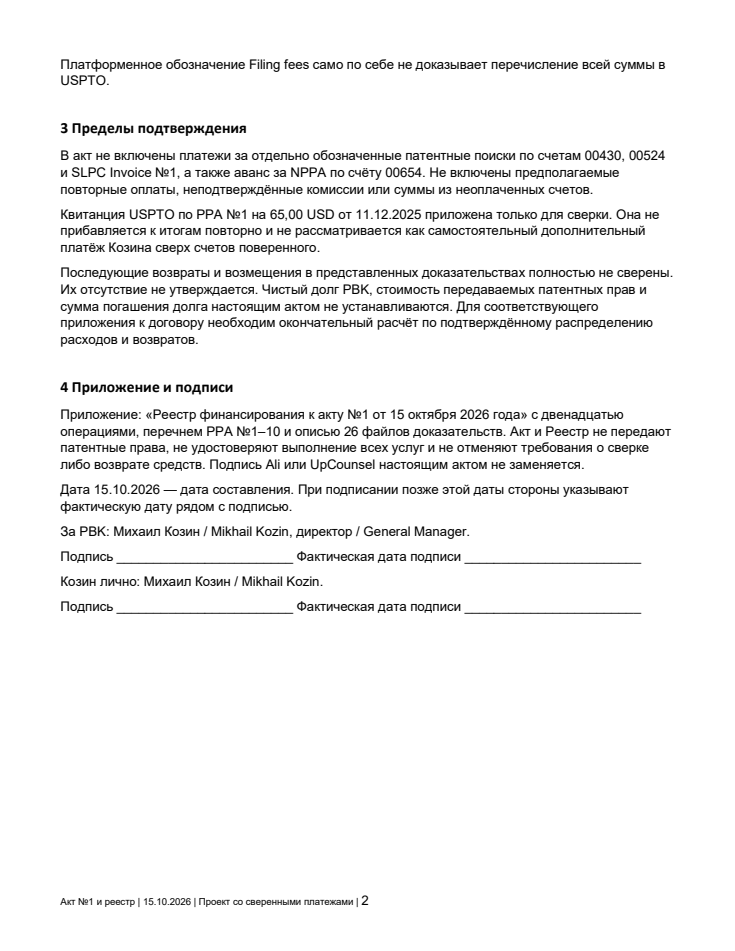 Платформенное обозначение Filing fees само по себе не доказывает перечисление всей суммы в
USPTO.
3 Пределы подтверждения
В акт не включены платежи за отдельно обозначенные патентные поиски по счетам 00430, 00524
и SLPC Invoice №1, а также аванс за NPPA по счёту 00654. Не включены предполагаемые
повторные оплаты, неподтверждённые комиссии или суммы из неоплаченных счетов.
Квитанция USPTO по PPA №1 на 65,00 USD от 11.12.2025 приложена только для сверки. Она не
прибавляется к итогам повторно и не рассматривается как самостоятельный дополнительный
платёж Козина сверх счетов поверенного.
Последующие возвраты и возмещения в представленных доказательствах полностью не сверены.
Их отсутствие не утверждается. Чистый долг PBK, стоимость передаваемых патентных прав и
сумма погашения долга настоящим актом не устанавливаются. Для соответствующего
приложения к договору необходим окончательный расчёт по подтверждённому распределению
расходов и возвратов.
4 Приложение и подписи
Приложение: «Реестр финансирования к акту №1 от 15 октября 2026 года» с двенадцатью
операциями, перечнем PPA №1–10 и описью 26 файлов доказательств. Акт и Реестр не передают
патентные права, не удостоверяют выполнение всех услуг и не отменяют требования о сверке
либо возврате средств. Подпись Ali или UpCounsel настоящим актом не заменяется.
Дата 15.10.2026 — дата составления. При подписании позже этой даты стороны указывают
фактическую дату рядом с подписью.
За PBK: Михаил Козин / Mikhail Kozin, директор / General Manager.
Подпись ________________________ Фактическая дата подписи ________________________
Козин лично: Михаил Козин / Mikhail Kozin.
Подпись ________________________ Фактическая дата подписи ________________________
Акт №1 и реестр | 15.10.2026 | Проект со сверенными платежами | 2